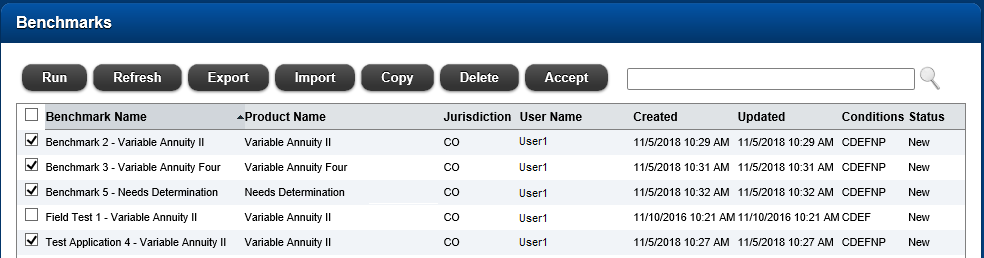 Benchmarks
Run Refresh Export Import Copy Delete Accept
Benchmark Name Product Name Jurisdiction User Name Created Updated Conditions Status
Benchmark 2 - Variable Annuity II Variable Annuity II CO User1 11/5/2018 10:29 AM 11/5/2018 10:29 AM CDEFNP New
Benchmark 3 - Variable Annuity Four Variable Annuity Four CO User1 11/5/2018 10:31 AM 11/5/2018 10:31 AM CDEFNP New
Benchmark 5 - Needs Determination Needs Determination CO User1 11/5/2018 10:32 AM 11/5/2018 10:32 AM CDEFNP New
Field Test 1 - Variable Annuity II Variable Annuity II CO User1 11/10/2016 10:21 AM 11/10/2016 10:21 AM CDEF New
Test Application 4 - Variable Annuity II Variable Annuity II CO User1 11/5/2018 10:27 AM 11/5/2018 10:27 AM CDEFNP New